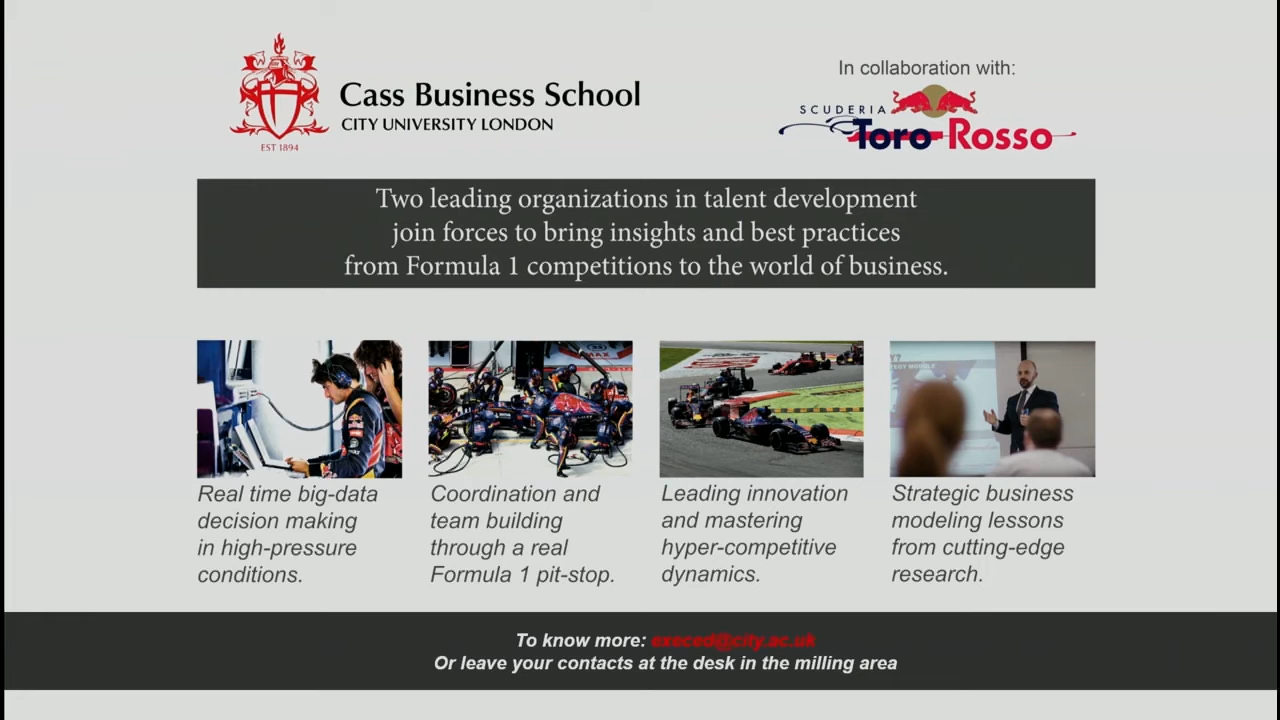 Cass Business School
CITY UNIVERSITY LONDON
EST 1894
In collaboration with:
SCUDERIA
Toro Rosso
Two leading organizations in talent development
join forces to bring insights and best practices
from Formula 1 competitions to the world of business.
Real time big-data
decision making
in high-pressure
conditions.
Coordination and
team building
through a real
Formula 1 pit-stop.
Leading innovation
and mastering
hyper-competitive
dynamics.
Strategic business
modeling lessons
from cutting-edge
research.
To know more: execed@city.ac.uk
Or leave your contacts at the desk in the milling area